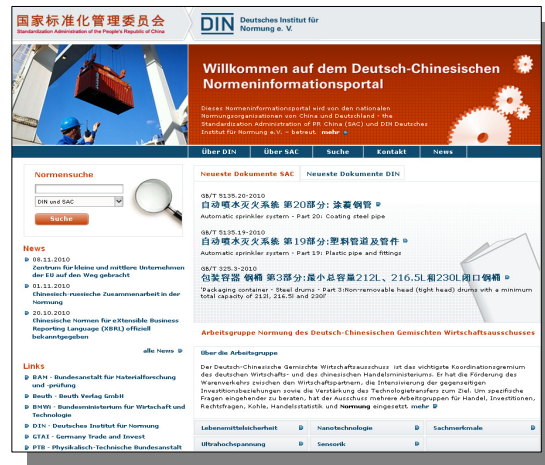 国家标准化管理委员会
Standardization Administration of the People's Republic of China
DIN
Deutsches Institut für
Normung e. V.
Willkommen auf dem Deutsch-Chinesischen
Normeninformationsportal
Dieses Normeninformationsportal wird von den nationalen
Normungsorganisationen von China und Deutschland - the
Standardization Administration of PR China (SAC) und DIN Deutsches
Institut für Normung e.V. – betreut. mehr
Über DIN
Über SAC
Suche
Kontakt
News
Normensuche
DIN und SAC
Suche
News
08.11.2010
Zentrum für kleine und mittlere Unternehmen
der EU auf den Weg gebracht
01.11.2010
Chinesisch-russische Zusammenarbeit in der
Normung
20.10.2010
Chinesische Normen für eXtensible Business
Reporting Language (XBRL) offiziell
bekanntgegeben
alle News
Links
BAM - Bundesanstalt für Materialforschung
und -prüfung
Beuth - Beuth Verlag GmbH
BMWi - Bundesministerium für Wirtschaft und
Technologie
DIN - Deutsches Institut für Normung
GTAI - Germany Trade and Invest
PTB - Physikalisch-Technische Bundesanstalt
Neueste Dokumente SAC
Neueste Dokumente DIN
GB/T 5135.20-2010
自动喷水灭火系统 第20部分: 涂覆钢管
Automatic sprinkler system - Part 20: Coating steel pipe
GB/T 5135.19-2010
自动喷水灭火系统 第19部分:塑料管道及管件
Automatic sprinkler system - Part 19: Plastic pipe and fittings
GB/T 325.3-2010
包装容器 钢桶 第3部分:最小总容量212L、216.5L和230L闭口钢桶
'Packaging container - Steel drums - Part 3:Non-removable head (tight head) drums with a minimum
total capacity of 212l, 216.5l and 230l'
Arbeitsgruppe Normung des Deutsch-Chinesischen Gemischten Wirtschaftsausschusses
Über die Arbeitsgruppe
Der Deutsch-Chinesische Gemischte Wirtschaftsausschuss ist das wichtigste Koordinationsgremium
des deutschen Wirtschafts- und des chinesischen Handelsministeriums. Er hat die Förderung des
Warenverkehrs zwischen den Wirtschaftspartnern, die Intensivierung der gegenseitigen
Investitionsbeziehungen sowie die Verstärkung des Technologietransfers zum Ziel. Um spezifische
Fragen eingehender zu beraten, hat der Ausschuss mehrere Arbeitsgruppen für Handel, Investitionen,
Rechtsfragen, Kohle, Handelsstatistik und Normung eingesetzt. mehr
Lebensmittelsicherheit
Nanotechnologie
Sachmerkmale
Ultrahochspannung
Sensorik